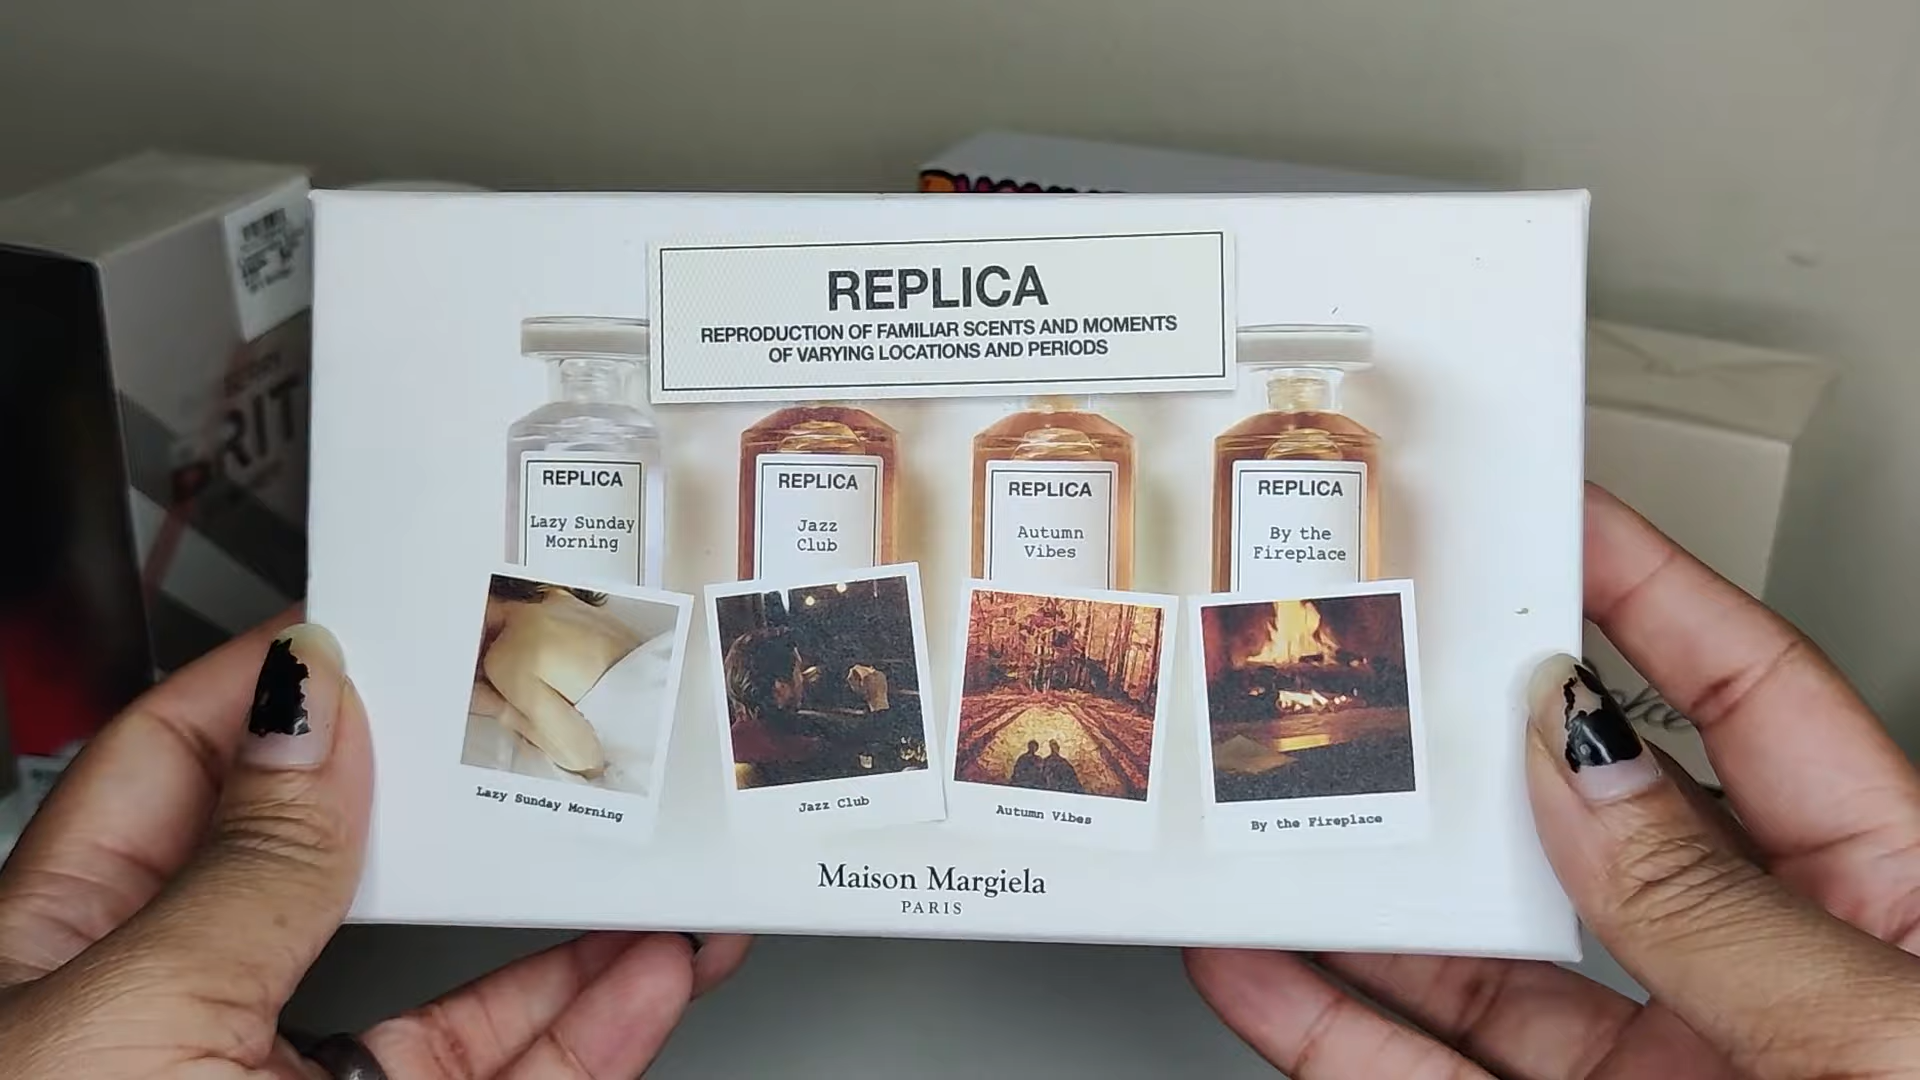 REPLICA
REPRODUCTION OF FAMILIAR SCENTS AND MOMENTS
OF VARYING LOCATIONS AND PERIODS
REPLICA
Lazy Sunday
Morning
REPLICA
Jazz
Club
REPLICA
Autumn
Vibes
REPLICA
By the
Fireplace
Lazy Sunday Morning
Jazz Club
Autumn Vibes
By the Fireplace
Maison Margiela
PARIS